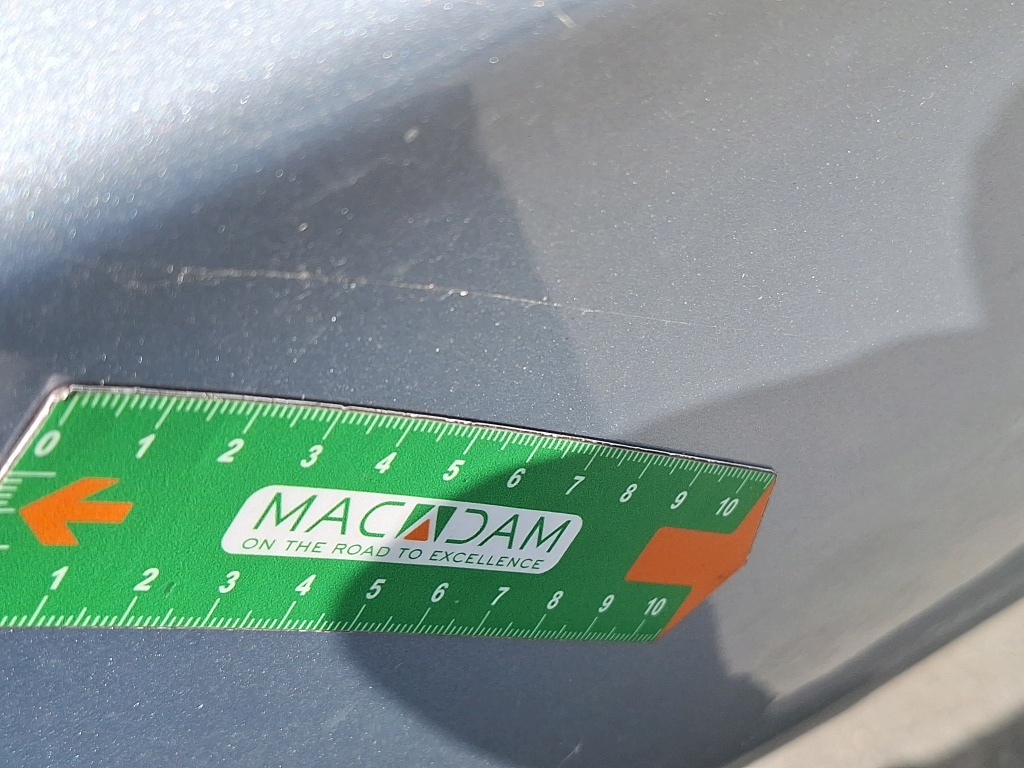 0 1 2 3 4 5 6 7 8 9 10
MACADAM
ON THE ROAD TO EXCELLENCE
1 2 3 4 5 6 7 8 9 10